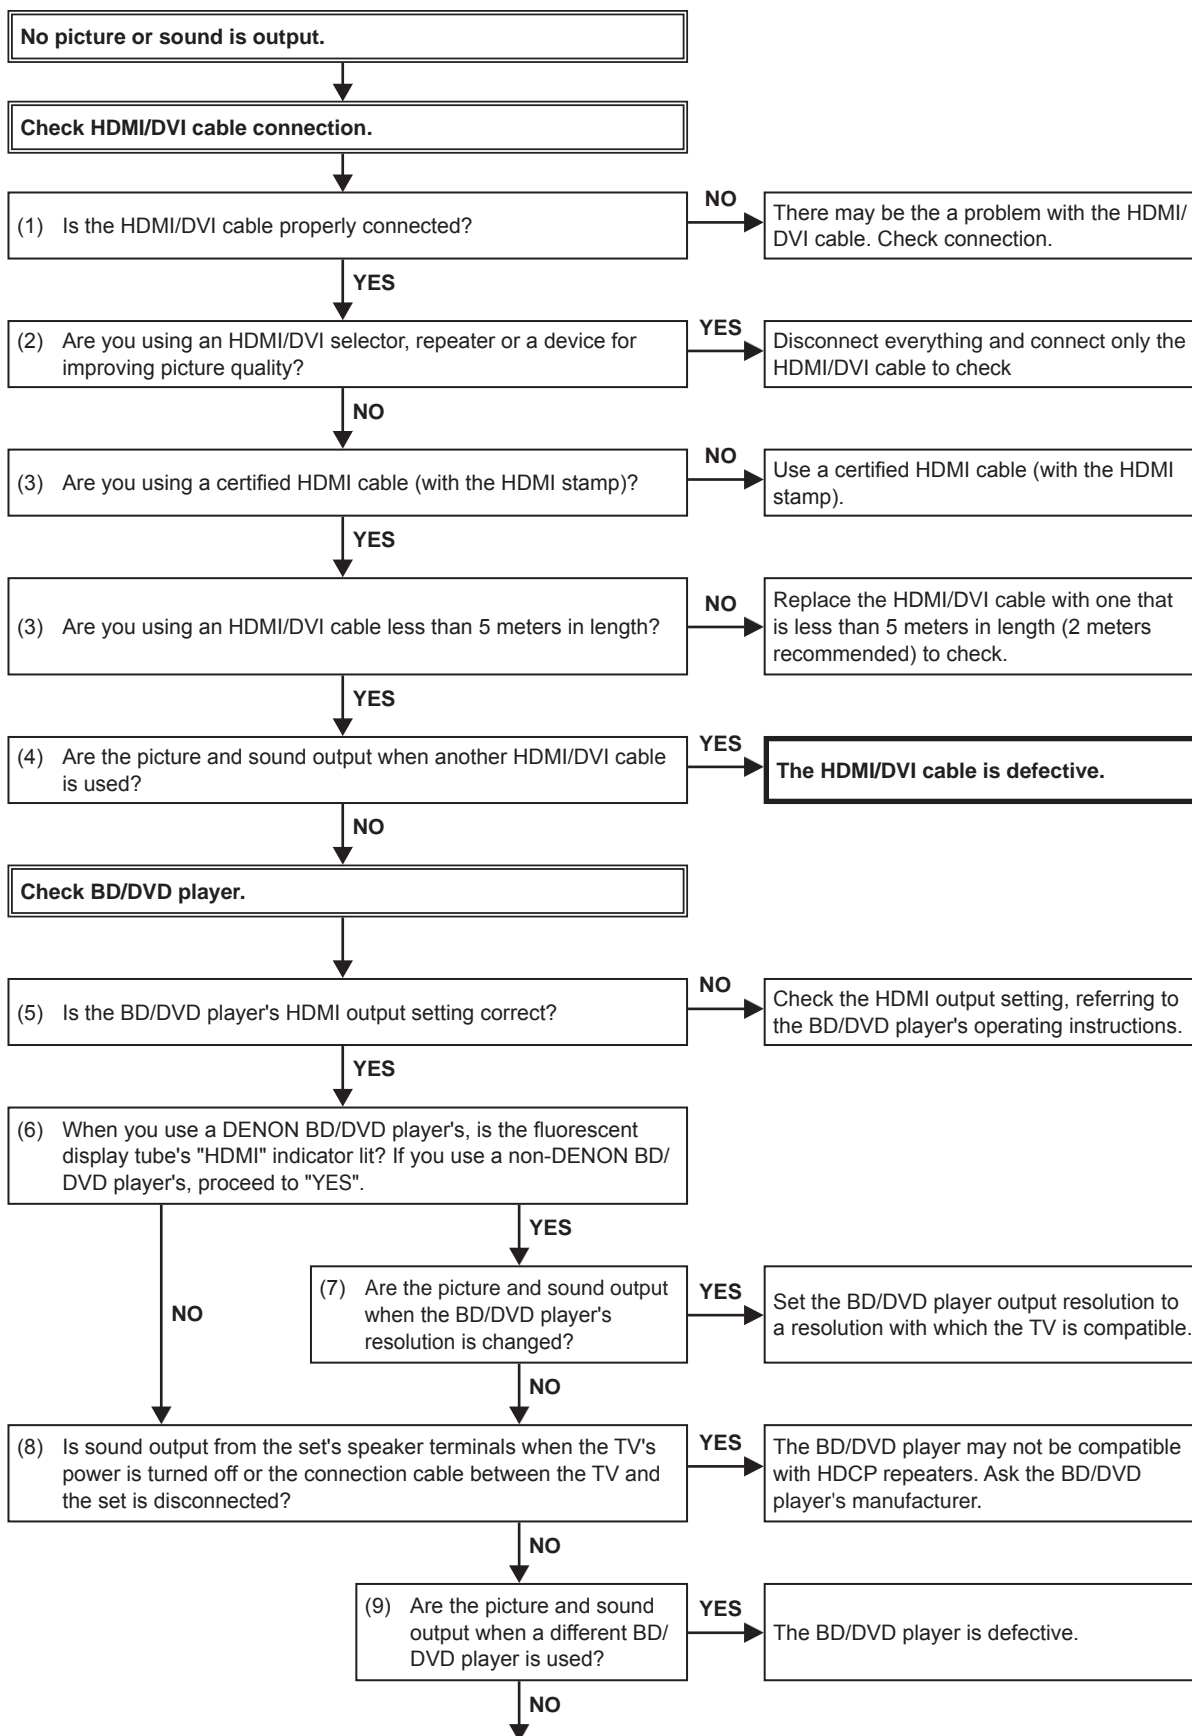 No picture or sound is output.
Check HDMI/DVI cable connection.
(1) Is the HDMI/DVI cable properly connected?
NO
There may be the a problem with the HDMI/
DVI cable. Check connection.
YES
(2) Are you using an HDMI/DVI selector, repeater or a device for
improving picture quality?
YES
Disconnect everything and connect only the
HDMI/DVI cable to check
NO
(3) Are you using a certified HDMI cable (with the HDMI stamp)?
NO
Use a certified HDMI cable (with the HDMI
stamp).
YES
(3) Are you using an HDMI/DVI cable less than 5 meters in length?
NO
Replace the HDMI/DVI cable with one that
is less than 5 meters in length (2 meters
recommended) to check.
YES
(4) Are the picture and sound output when another HDMI/DVI cable
is used?
YES
The HDMI/DVI cable is defective.
NO
Check BD/DVD player.
(5) Is the BD/DVD player's HDMI output setting correct?
NO
Check the HDMI output setting, referring to
the BD/DVD player's operating instructions.
YES
(6) When you use a DENON BD/DVD player's, is the fluorescent
display tube's "HDMI" indicator lit? If you use a non-DENON BD/
DVD player's, proceed to "YES".
YES
NO
(7) Are the picture and sound output
when the BD/DVD player's
resolution is changed?
YES
Set the BD/DVD player output resolution to
a resolution with which the TV is compatible.
NO
(8) Is sound output from the set's speaker terminals when the TV's
power is turned off or the connection cable between the TV and
the set is disconnected?
YES
The BD/DVD player may not be compatible
with HDCP repeaters. Ask the BD/DVD
player's manufacturer.
NO
(9) Are the picture and sound
output when a different BD/
DVD player is used?
YES
The BD/DVD player is defective.
NO